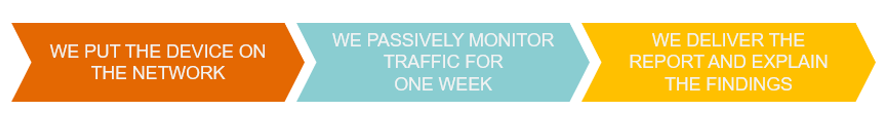 WE PUT THE DEVICE ON
THE NETWORK
WE PASSIVELY MONITOR
TRAFFIC FOR
ONE WEEK
WE DELIVER THE
REPORT AND EXPLAIN
THE FINDINGS